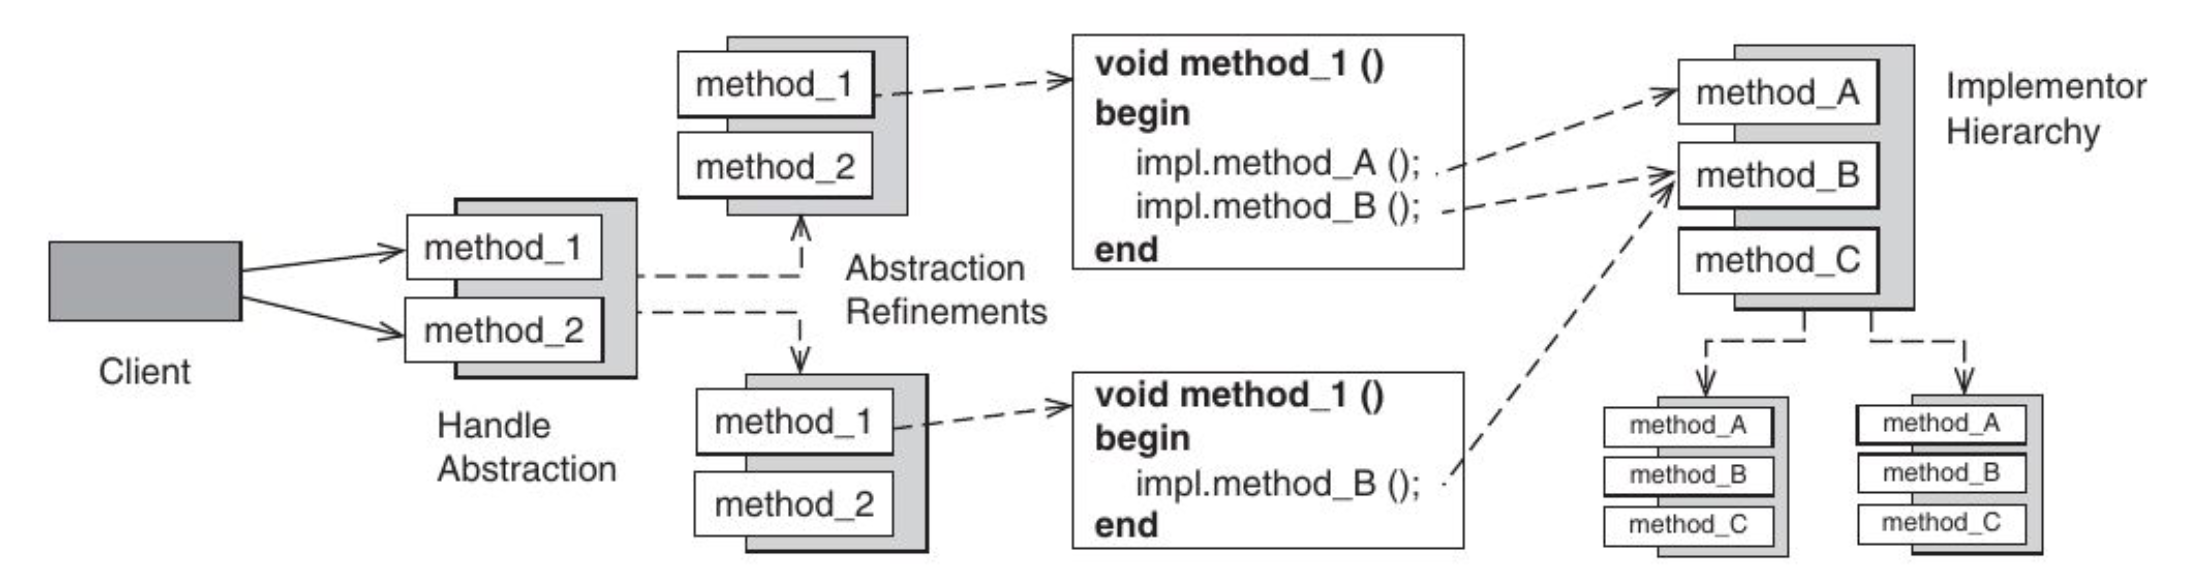 Client
method_1
method_2
Handle
Abstraction
method_1
method_2
Abstraction
Refinements
method_1
method_2
void method_1 ()
begin
impl.method_A ();
impl.method_B ();
end
void method_1 ()
begin
impl.method_B ();
end
method_A
method_B
method_C
Implementor
Hierarchy
method_A
method_B
method_C
method_A
method_B
method_C